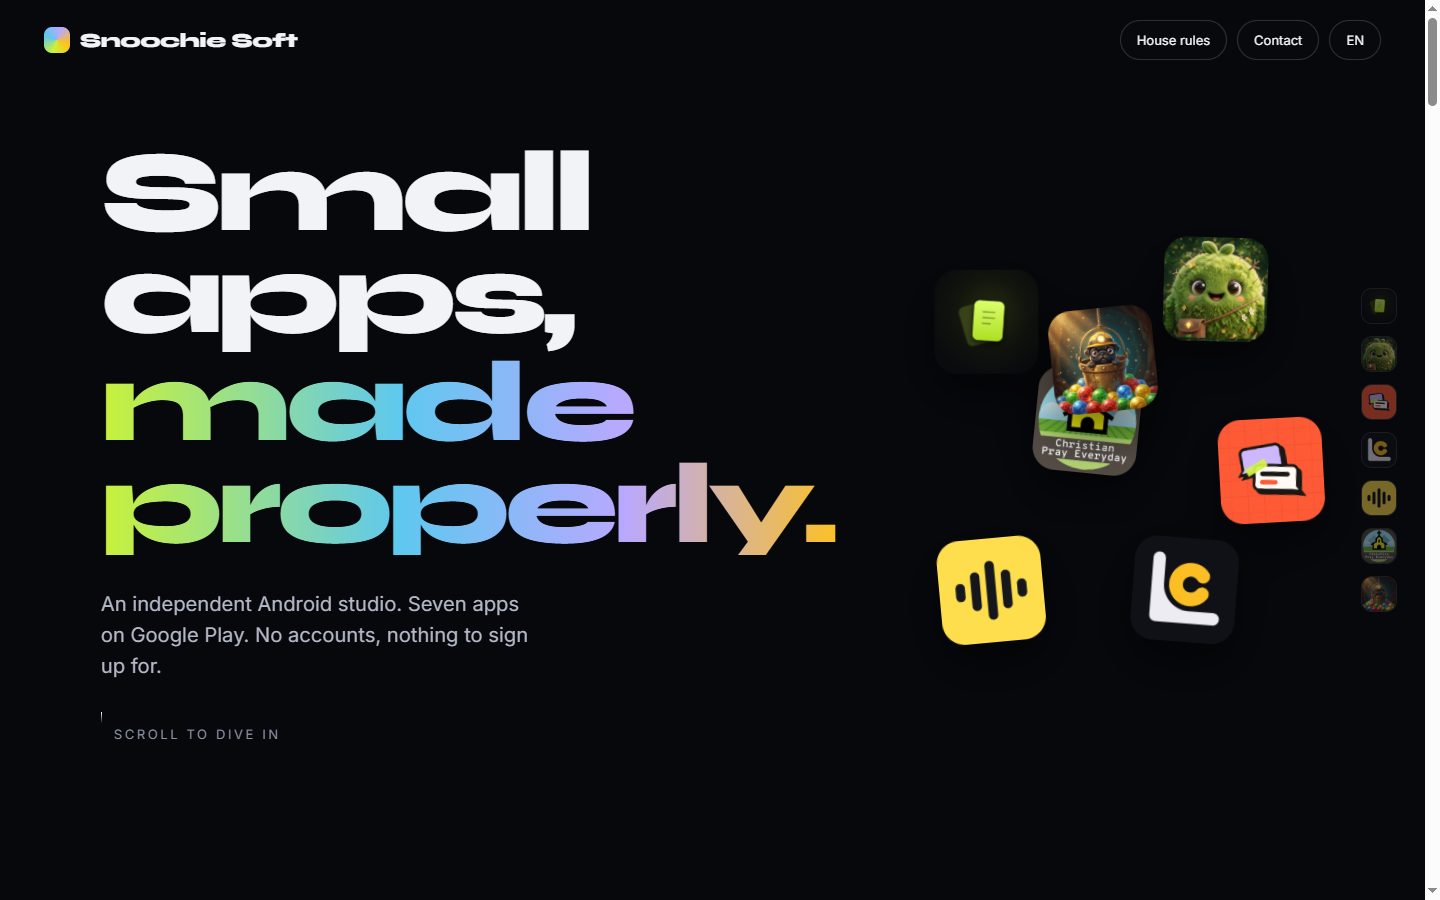 Snoochie Soft
House rules
Contact
EN
Small
apps,
made
properly.
An independent Android studio. Seven apps
on Google Play. No accounts, nothing to sign
up for.
SCROLL TO DIVE IN
Christian
Pray Everyday
LC